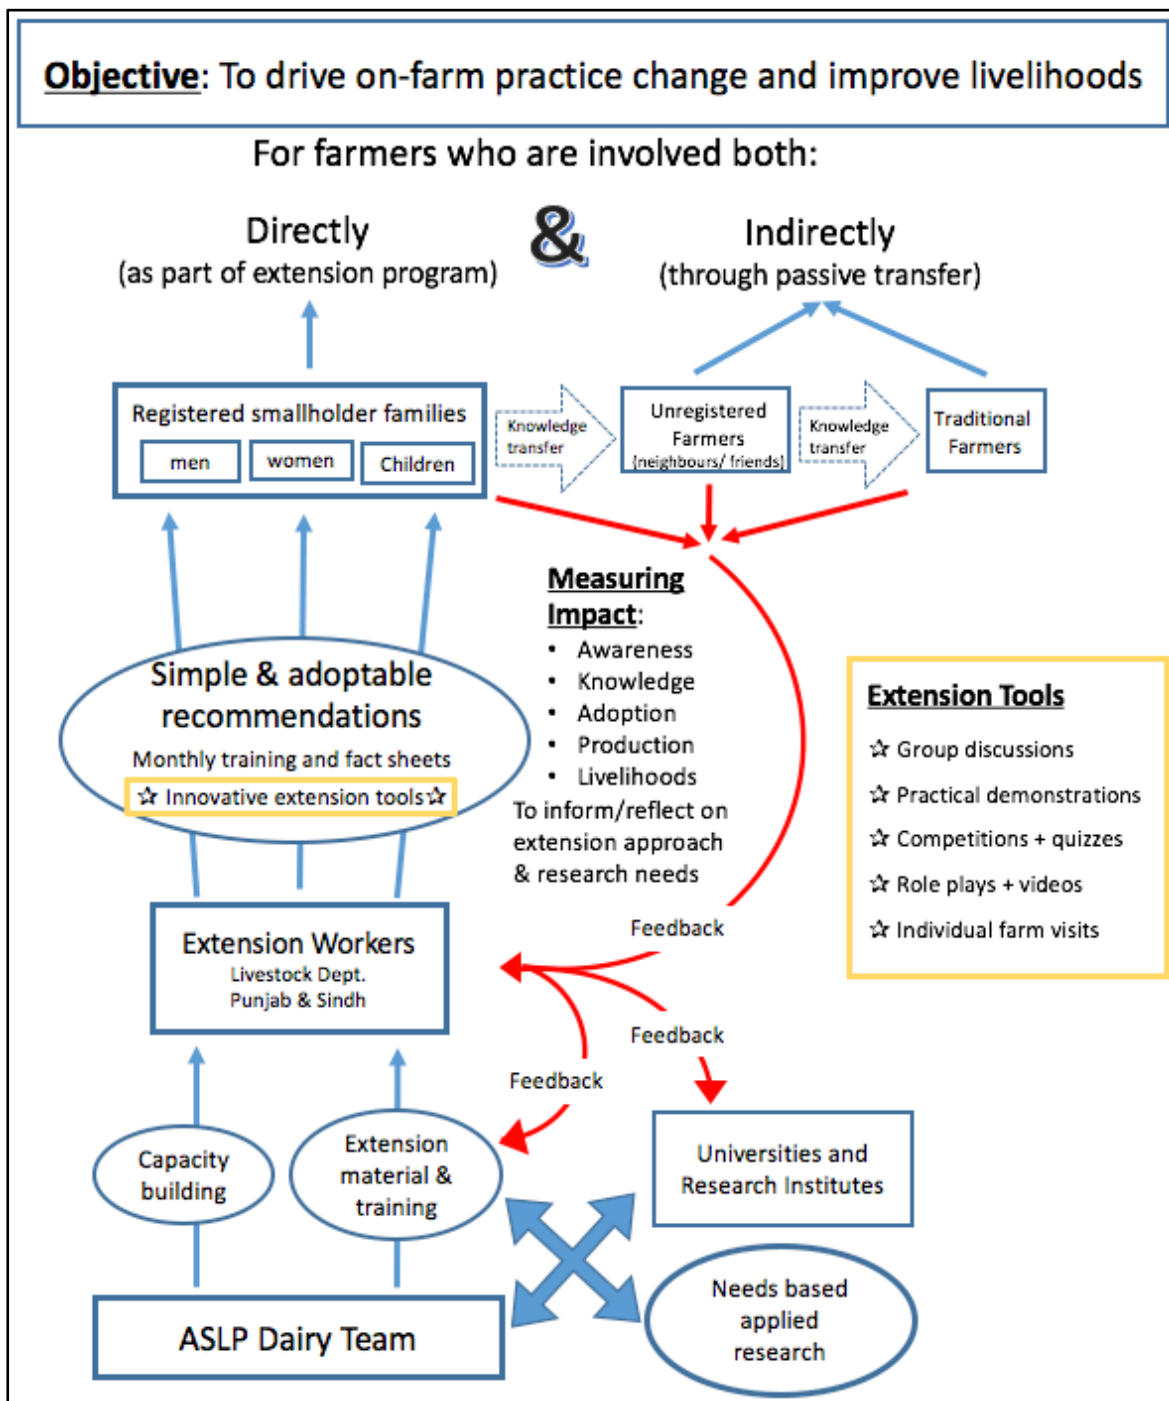 Objective: To drive on-farm practice change and improve livelihoods
For farmers who are involved both:
Directly
(as part of extension program)
&
Indirectly
(through passive transfer)
Registered smallholder families
men
women
Children
Knowledge
transfer
Unregistered
Farmers
(neighbours/ friends)
Knowledge
transfer
Traditional
Farmers
Simple & adoptable
recommendations
Monthly training and fact sheets
☆ Innovative extension tools☆
Measuring
Impact:
• Awareness
• Knowledge
• Adoption
• Production
• Livelihoods
To inform/reflect on
extension approach
& research needs
Extension Tools
☆ Group discussions
☆ Practical demonstrations
☆ Competitions + quizzes
☆ Role plays + videos
☆ Individual farm visits
Feedback
Extension Workers
Livestock Dept.
Punjab & Sindh
Feedback
Feedback
Capacity
building
Extension
material &
training
Universities and
Research Institutes
ASLP Dairy Team
Needs based
applied
research